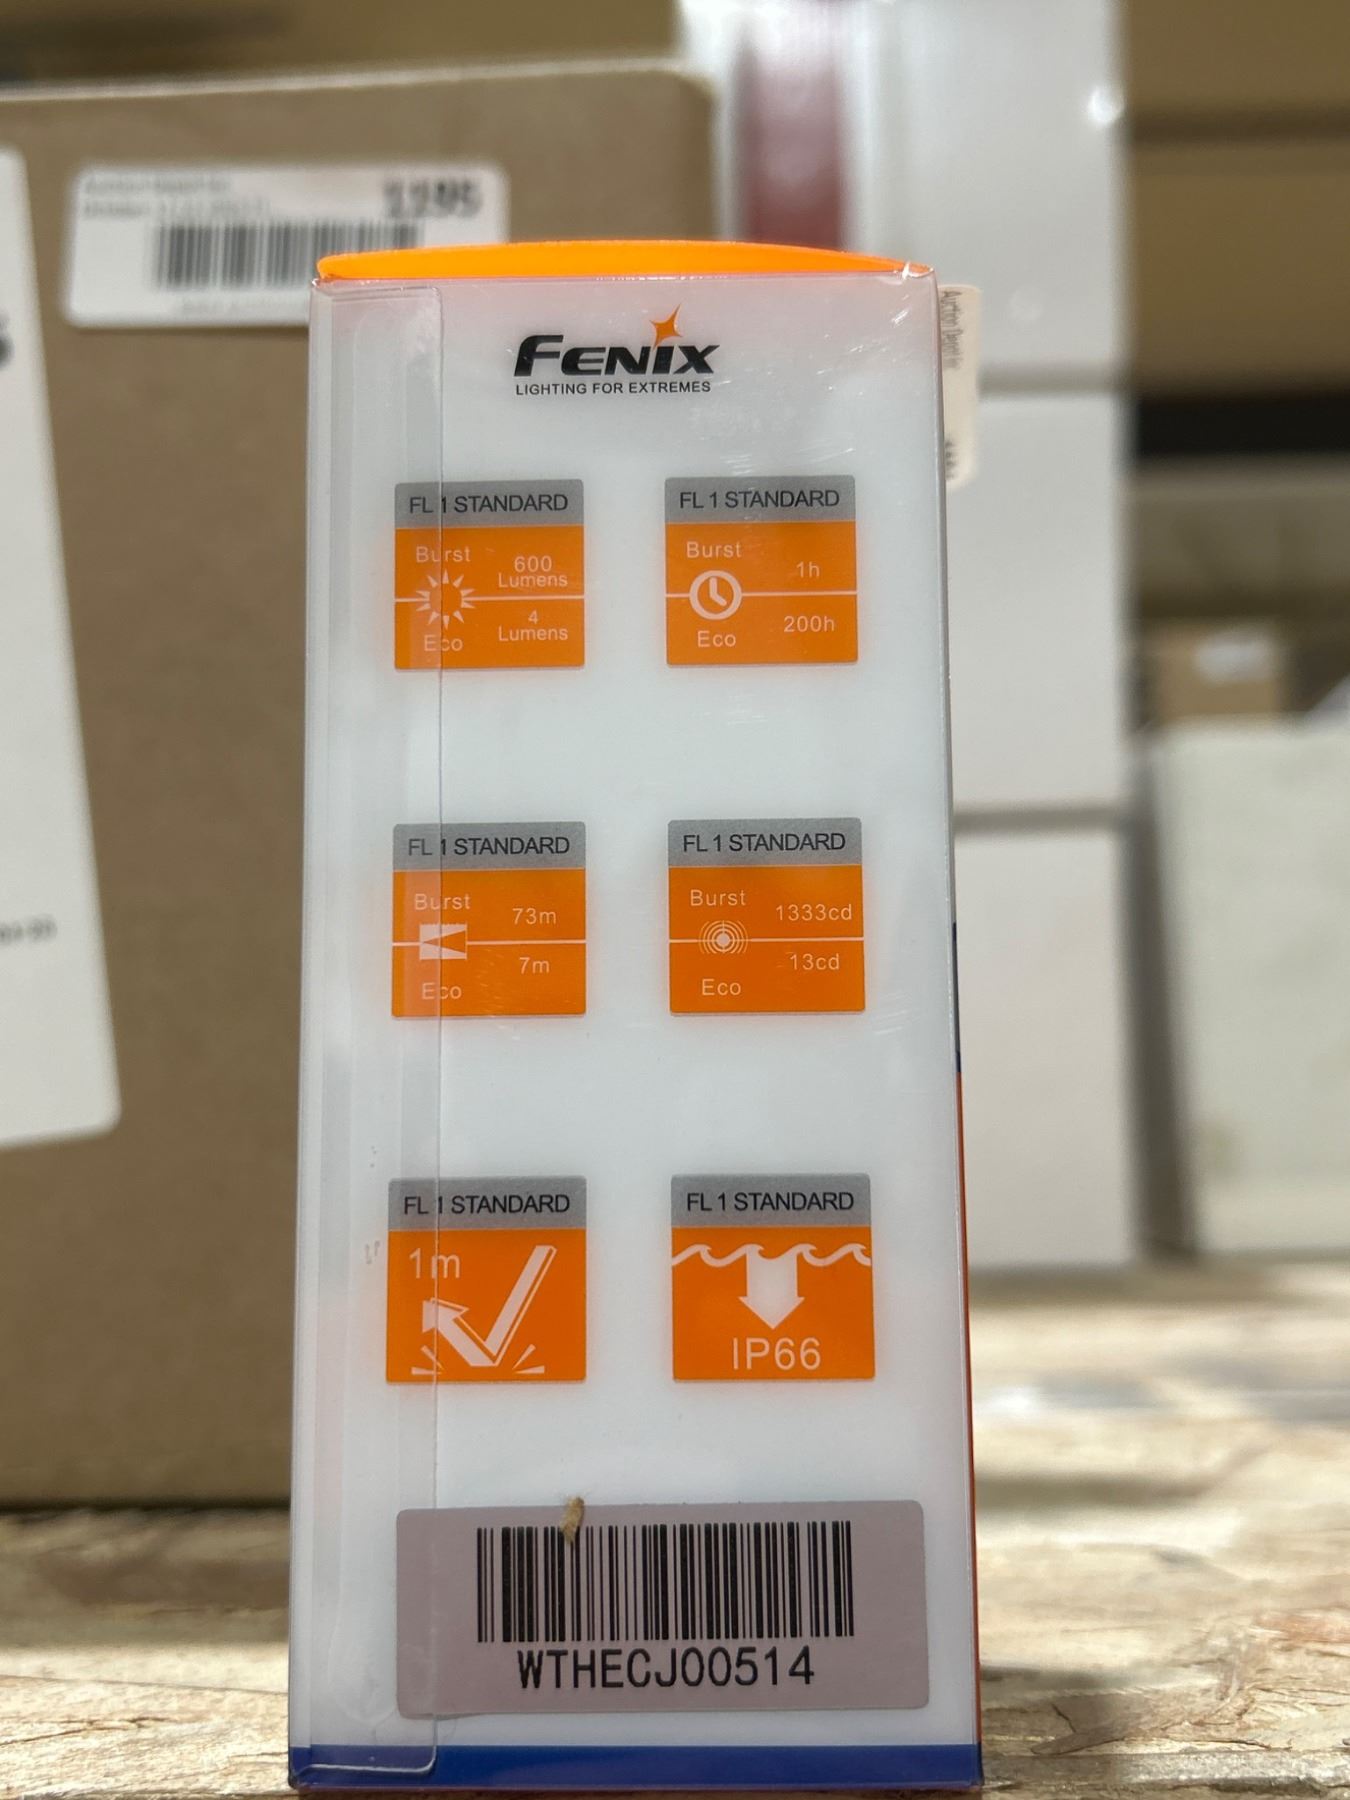 1195
FENIX
LIGHTING FOR EXTREMES
FL 1 STANDARD
Burst
600
Lumens
4
Lumens
Eco
FL 1 STANDARD
Burst
1h
200h
Eco
FL 1 STANDARD
Burst
73m
7m
Eco
FL 1 STANDARD
Burst
1333cd
13cd
Eco
FL 1 STANDARD
1m
FL 1 STANDARD
IP66
WTHECJ00514